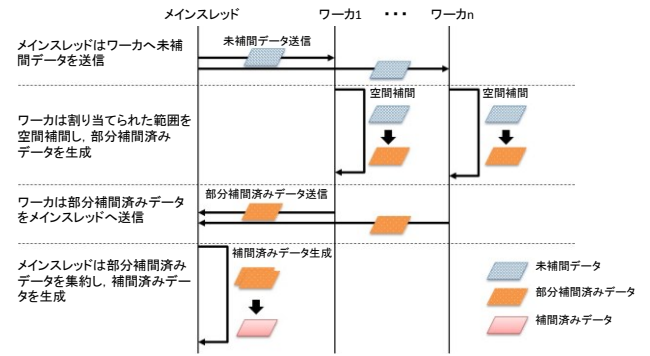 メインスレッド ワーカ1 ・・・ ワーカn
メインスレッドはワーカへ未補
間データを送信
未補間データ送信
ワーカは割り当てられた範囲を
空間補間し，部分補間済み
データを生成
空間補間
空間補間
ワーカは部分補間済みデータ
をメインスレッドへ送信
部分補間済みデータ送信
メインスレッドは部分補間済み
データを集約し，補間済みデー
タを生成
補間済みデータ生成
未補間データ
部分補間済みデータ
補間済みデータ